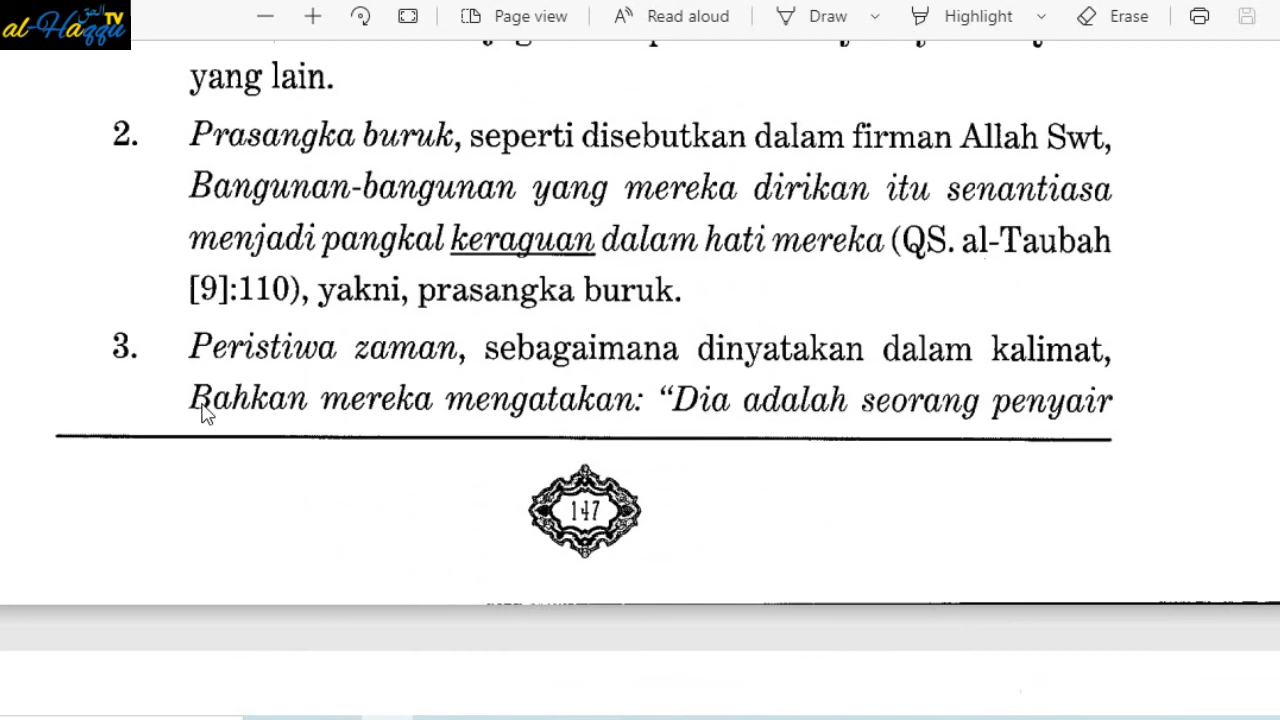 الحق TV
al-Haqqu
Page view
Read aloud
Draw
Highlight
Erase
yang lain.
2. Prasangka buruk, seperti disebutkan dalam firman Allah Swt,
Bangunan-bangunan yang mereka dirikan itu senantiasa
menjadi pangkal keraguan dalam hati mereka (QS. al-Taubah
[9]:110), yakni, prasangka buruk.
3. Peristiwa zaman, sebagaimana dinyatakan dalam kalimat,
Bahkan mereka mengatakan: “Dia adalah seorang penyair
147